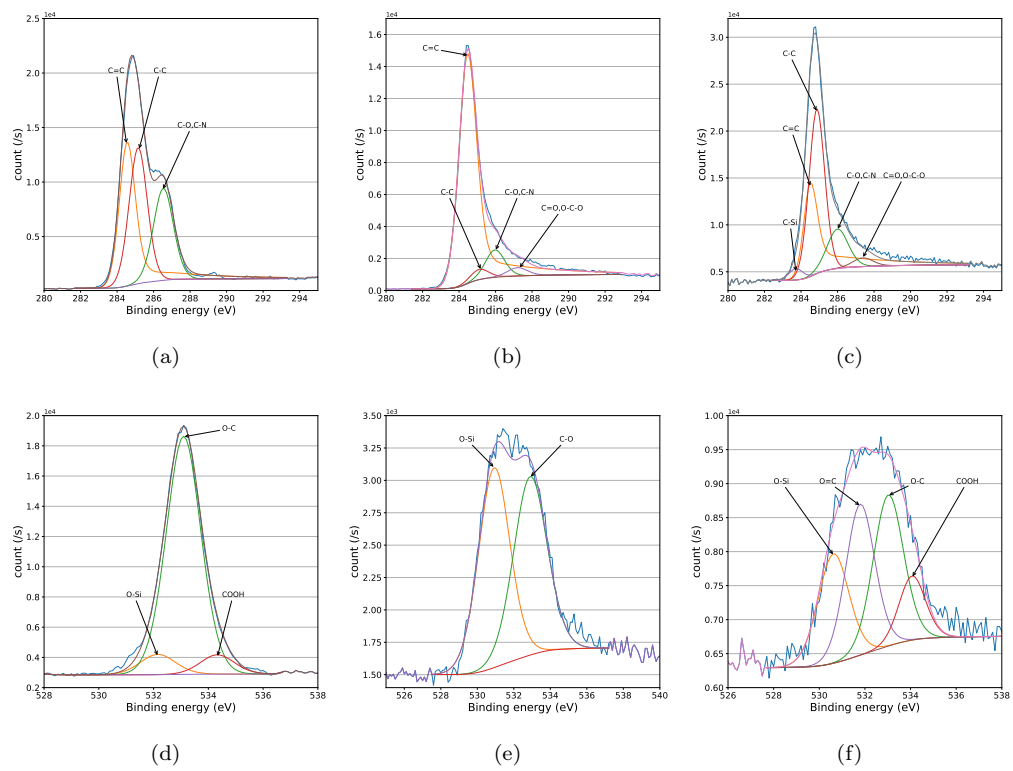 1e4
2.5
2.0
1.5
1.0
0.5
count (/s)
C=C
C-C
C-O,C-N
280 282 284 286 288 290 292 294
Binding energy (eV)
(a)
1e4
1.8
1.6
1.4
1.2
1.0
0.8
0.6
0.4
0.2
0.0
count (/s)
C=C
C-C
C-O,C-N
C=O,O-C-O
280 282 284 286 288 290 292 294
Binding energy (eV)
(b)
1e4
3.0
2.5
2.0
1.5
1.0
0.5
count (/s)
C-C
C=C
C-O,C-N
C=O,O-C-O
C-Si
280 282 284 286 288 290 292 294
Binding energy (eV)
(c)
1e4
2.0
1.8
1.6
1.4
1.2
1.0
0.8
0.6
0.4
0.2
count (/s)
O-C
O-Si
COOH
528 530 532 534 536 538
Binding energy (eV)
(d)
1e3
3.50
3.25
3.00
2.75
2.50
2.25
2.00
1.75
1.50
count (/s)
O-Si
C-O
526 528 530 532 534 536 538 540
Binding energy (eV)
(e)
1e4
1.00
0.95
0.90
0.85
0.80
0.75
0.70
0.65
0.60
count (/s)
O-Si
O=C
O-C
COOH
526 528 530 532 534 536 538
Binding energy (eV)
(f)